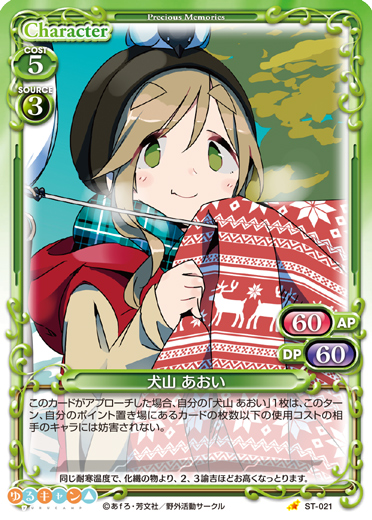 Precious Memories
Character
COST
5
SOURCE
3
60 AP
DP 60
犬山 あおい
このカードがアプローチした場合、自分の「犬山 あおい」1枚は、このター
ン、自分のポイント置き場にあるカードの枚数以下の使用コストの相
手のキャラには妨害されない。
同じ耐寒温度で、化繊の物より、2、3諭吉ほどお高くなっとります。
ゆるキャン△
©あfろ・芳文社／野外活動サークル
ST-021